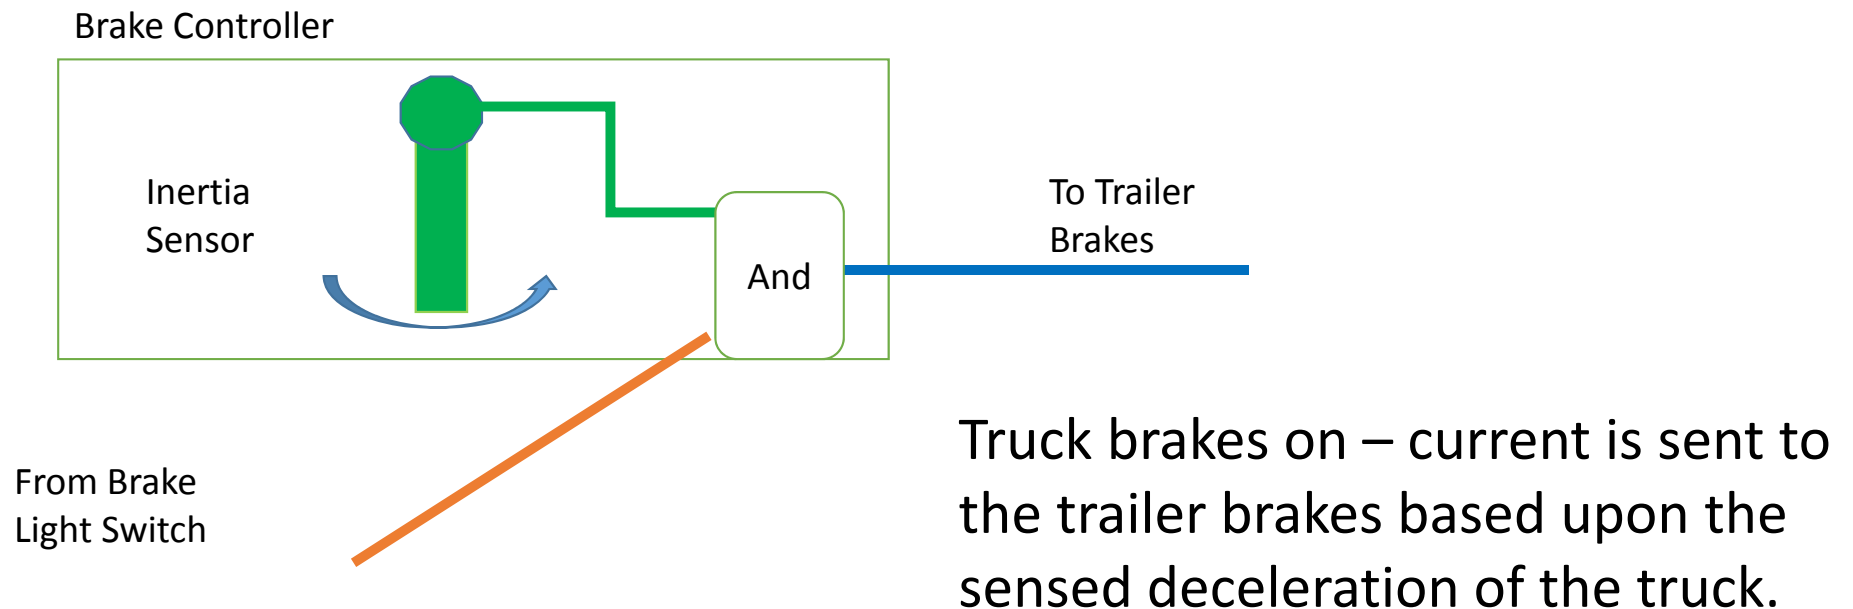 Brake Controller
Inertia
Sensor
And
To Trailer
Brakes
From Brake
Light Switch
Truck brakes on – current is sent to
the trailer brakes based upon the
sensed deceleration of the truck.